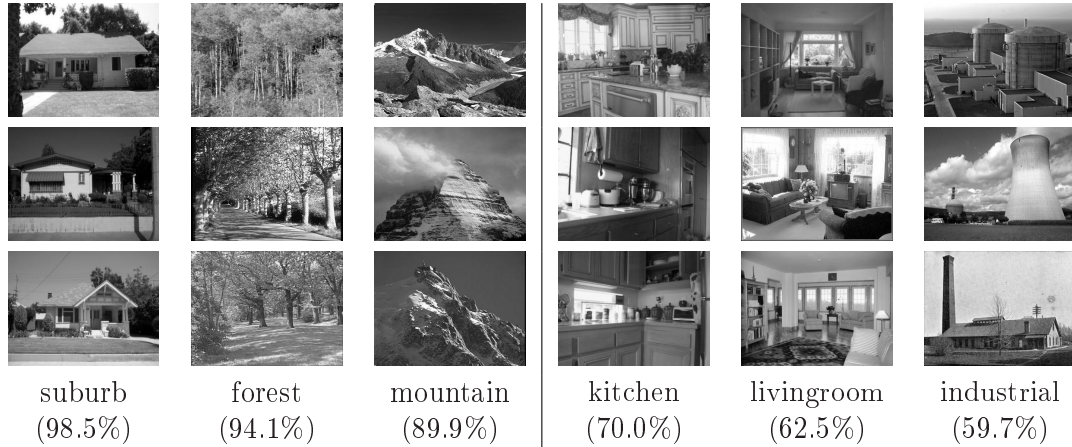 suburb
(98.5%)
forest
(94.1%)
mountain
(89.9%)
kitchen
(70.0%)
livingroom
(62.5%)
industrial
(59.7%)